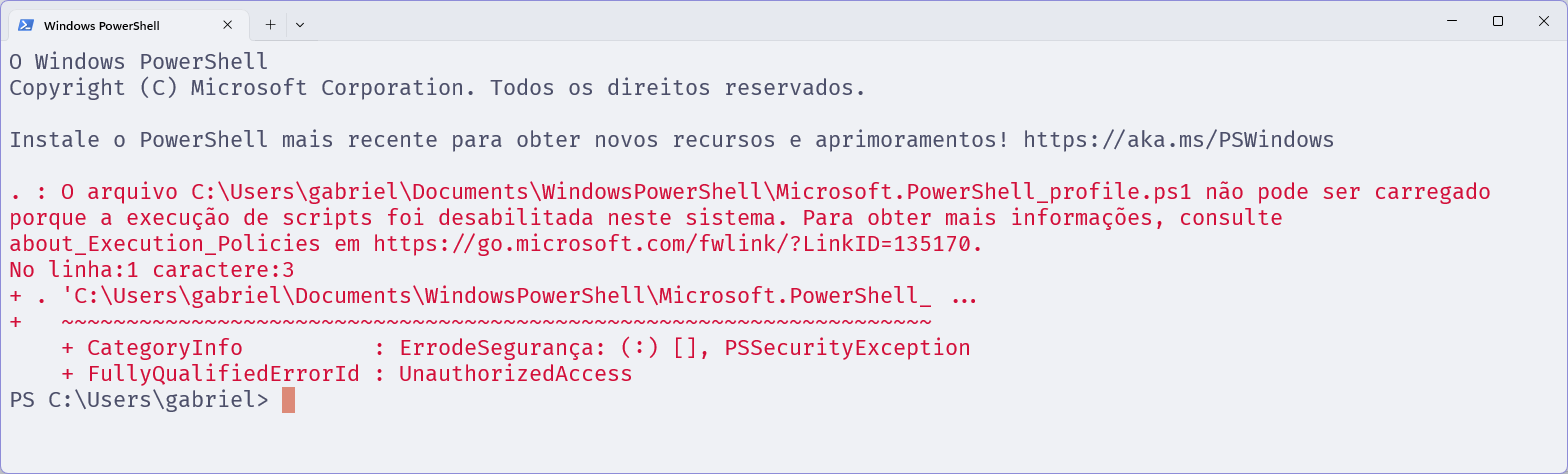 Windows PowerShell
O Windows PowerShell
Copyright (C) Microsoft Corporation. Todos os direitos reservados.
Instale o PowerShell mais recente para obter novos recursos e aprimoramentos! https://aka.ms/PSWindows
. : O arquivo C:\Users\gabriel\Documents\WindowsPowerShell\Microsoft.PowerShell_profile.ps1 não pode ser carregado
porque a execução de scripts foi desabilitada neste sistema. Para obter mais informações, consulte
about_Execution_Policies em https://go.microsoft.com/fwlink/?LinkID=135170.
No linha:1 caractere:3
+ . 'C:\Users\gabriel\Documents\WindowsPowerShell\Microsoft.PowerShell_ ...
+   ~~~~~~~~~~~~~~~~~~~~~~~~~~~~~~~~~~~~~~~~~~~~~~~~~~~~~~~~~~~~~~~~~~~
    + CategoryInfo          : ErrodeSegurança: (:) [], PSSecurityException
    + FullyQualifiedErrorId : UnauthorizedAccess
PS C:\Users\gabriel>